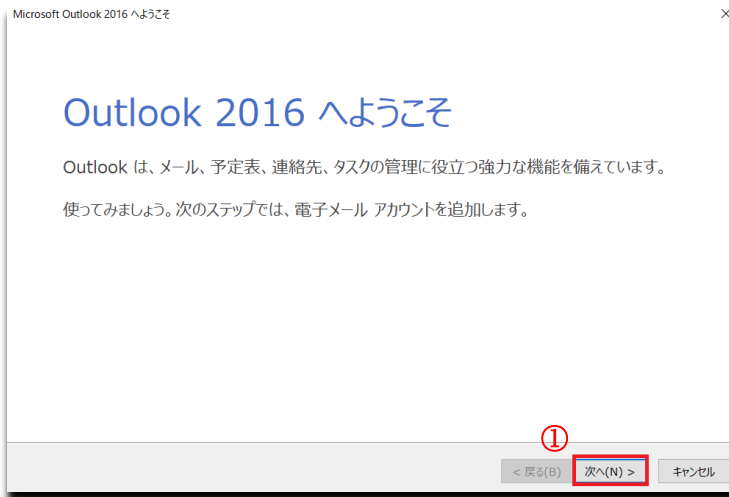 Microsoft Outlook 2016 へようこそ
Outlook 2016 へようこそ
Outlook は、メール、予定表、連絡先、タスクの管理に役立つ強力な機能を備えています。
使ってみましょう。次のステップでは、電子メール アカウントを追加します。
①
< 戻る(B) 次へ(N) > キャンセル